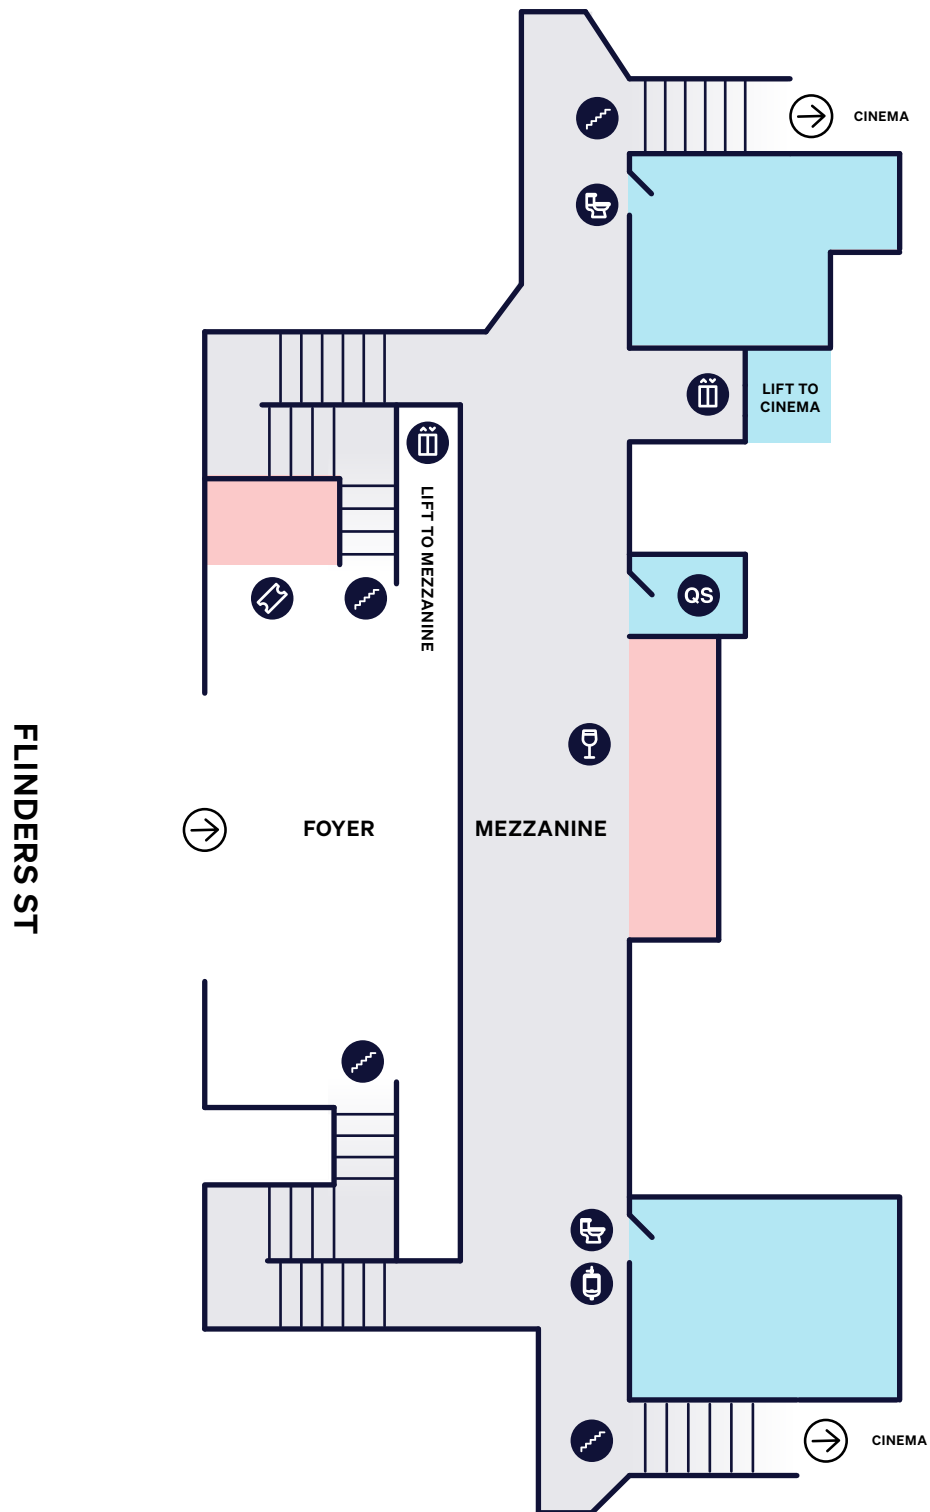 CINEMA
LIFT TO
CINEMA
LIFT TO MEZZANINE
QS
FLINDERS ST
FOYER
MEZZANINE
CINEMA